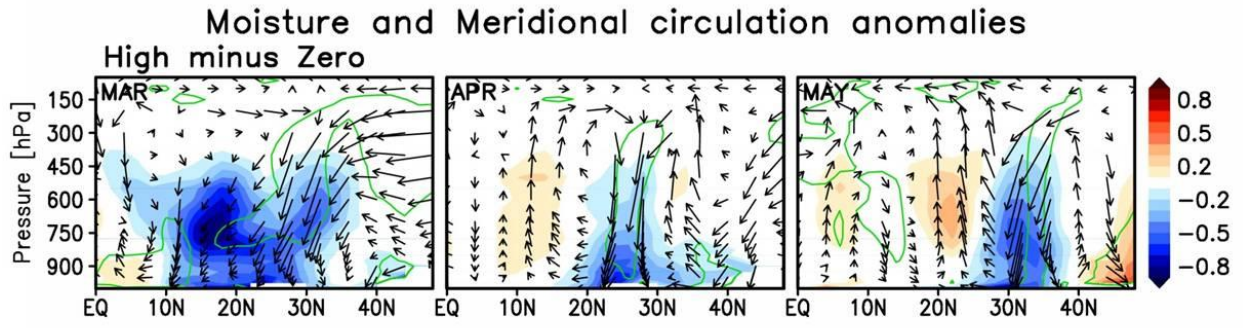 Moisture and Meridional circulation anomalies
High minus Zero
MAR
APR
MAY
Pressure [hPa]
150
300
450
600
750
900
EQ 10N 20N 30N 40N
EQ 10N 20N 30N 40N
EQ 10N 20N 30N 40N
0.8
0.5
0.2
−0.2
−0.5
−0.8